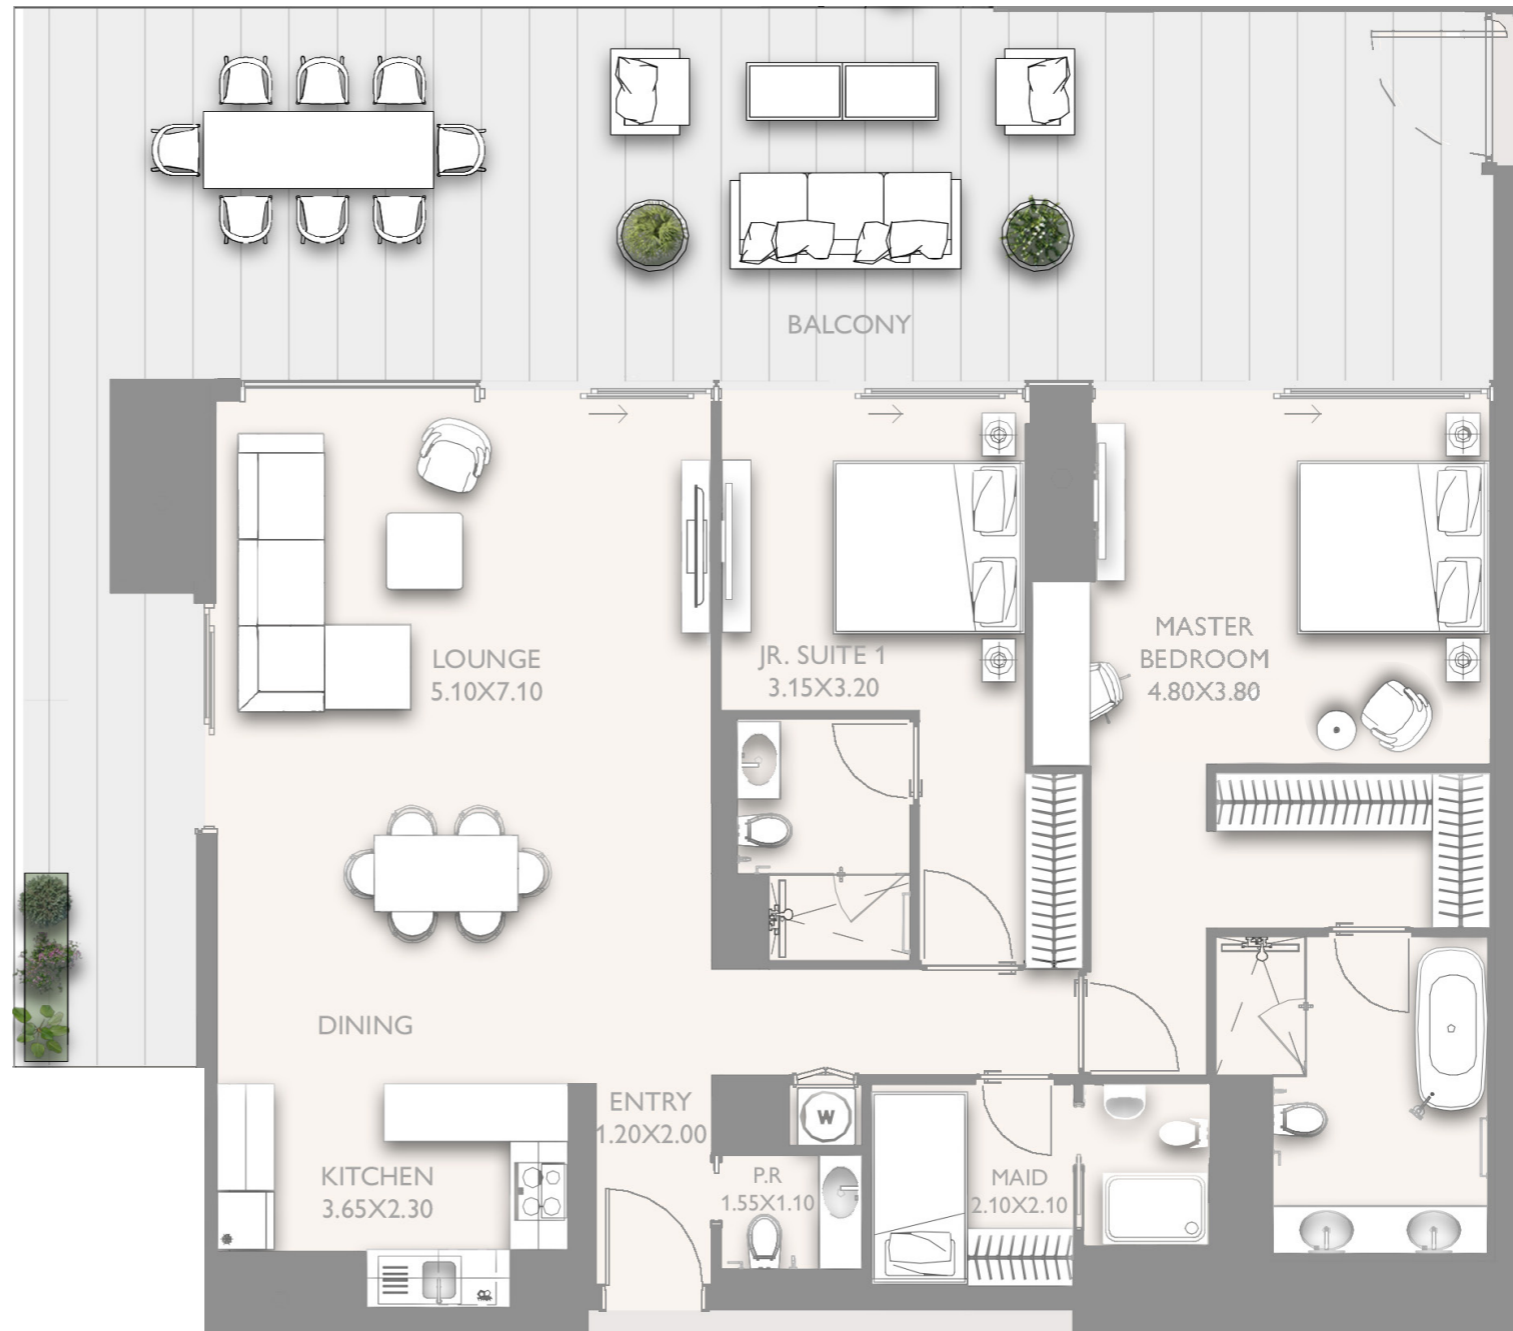 BALCONY
LOUNGE
5.10X7.10
JR. SUITE 1
3.15X3.20
MASTER
BEDROOM
4.80X3.80
DINING
ENTRY
1.20X2.00
KITCHEN
3.65X2.30
W
P.R
1.55X1.10
MAID
2.10X2.10